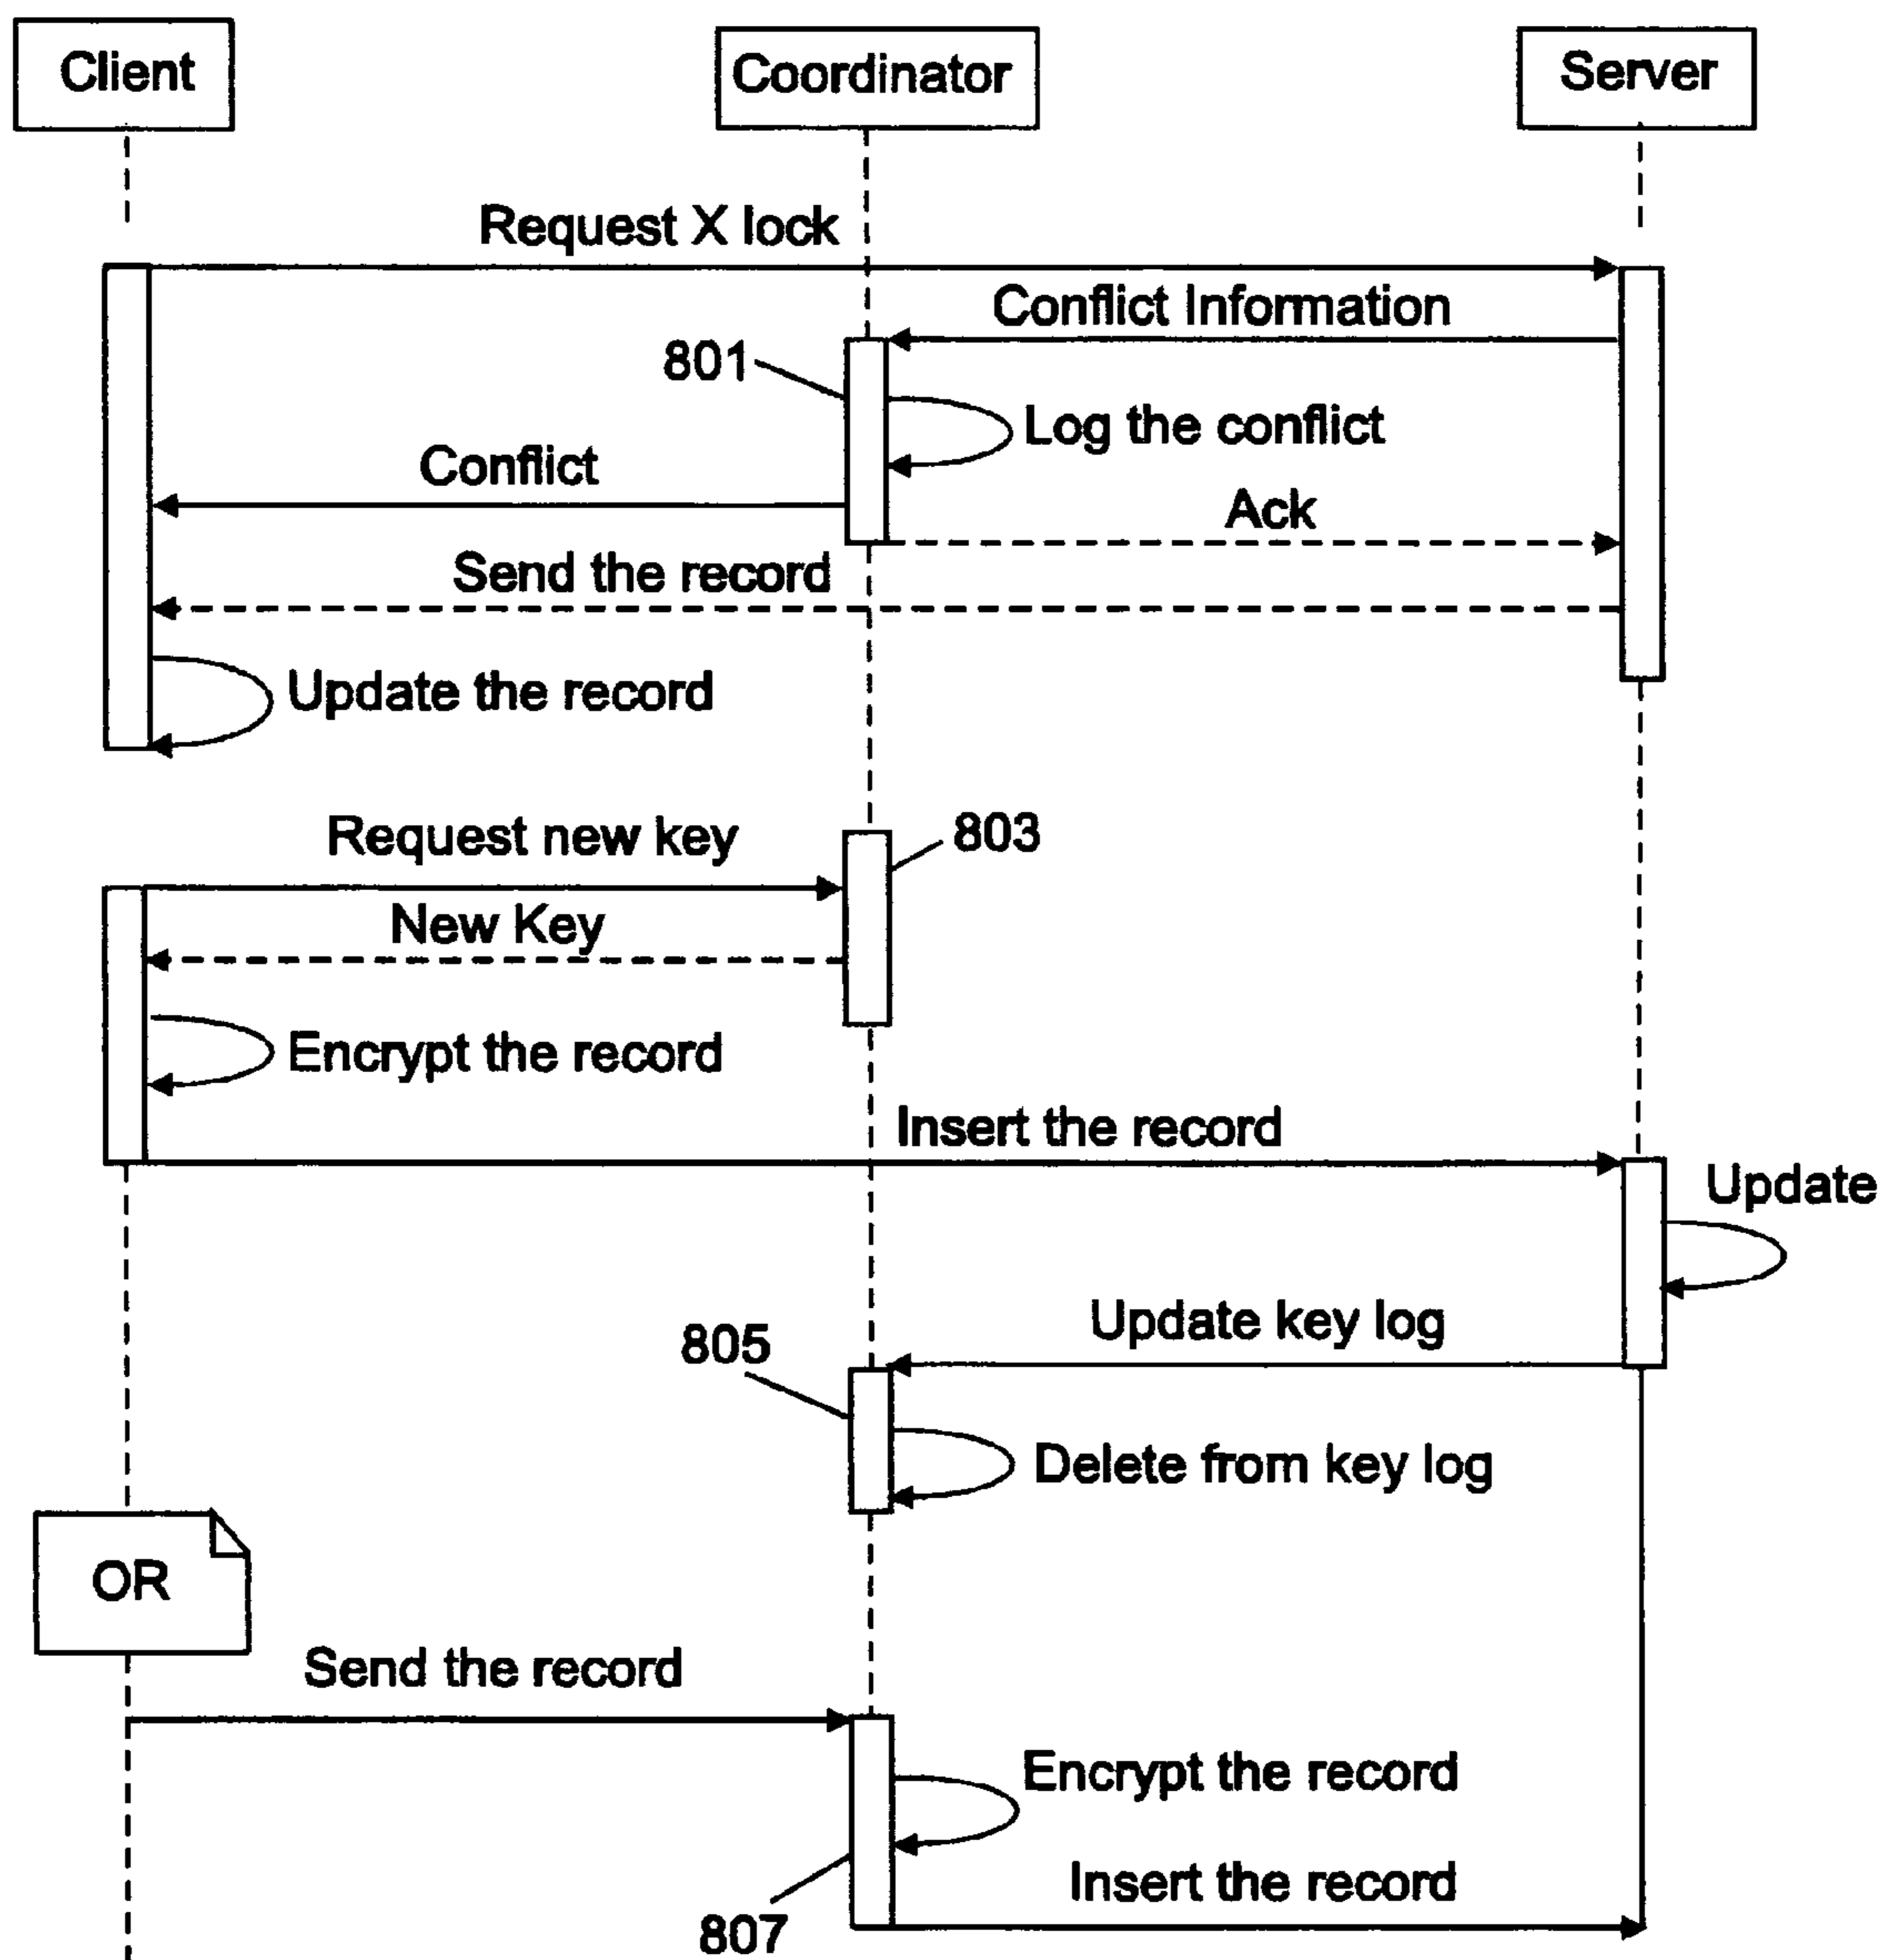 Client
Coordinator
Server
Request X lock
Conflict Information
801
Log the conflict
Conflict
Ack
Send the record
Update the record
Request new key
803
New Key
Encrypt the record
Insert the record
Update
Update key log
805
Delete from key log
OR
Send the record
Encrypt the record
Insert the record
807